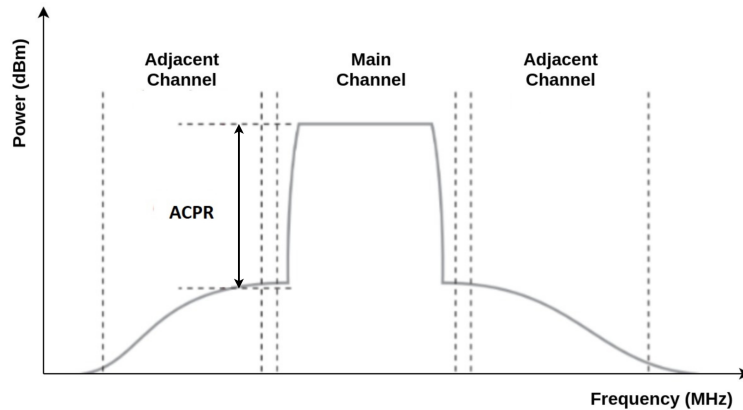 Power (dBm)
Adjacent
Channel
Main
Channel
Adjacent
Channel
ACPR
Frequency (MHz)